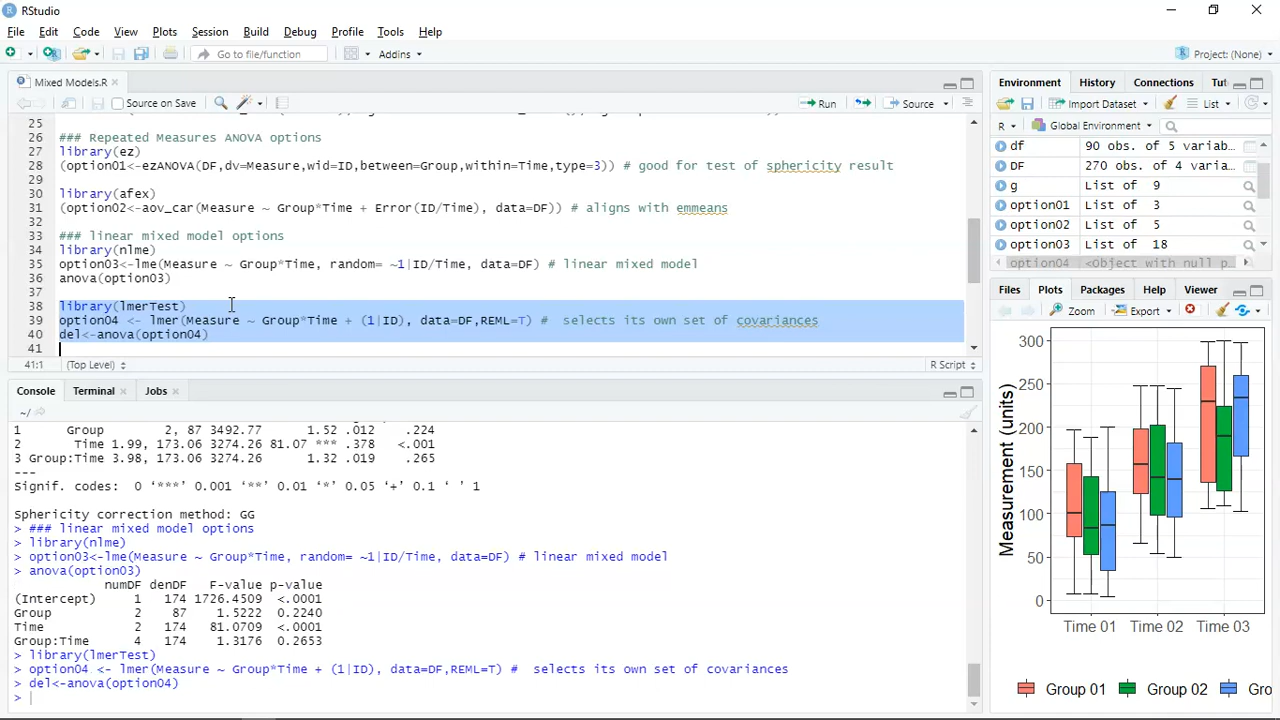 RStudio
File Edit Code View Plots Session Build Debug Profile Tools Help
Go to file/function Addins Project: (None)
Mixed Models.R
Source on Save Run Source
25
26 ### Repeated Measures ANOVA options
27 library(ez)
28 (option01<-ezANOVA(DF,dv=Measure,wid=ID,between=Group,within=Time,type=3)) # good for test of sphericity result
29
30 library(afex)
31 (option02<-aov_car(Measure ~ Group*Time + Error(ID/Time), data=DF)) # aligns with emmeans
32
33 ### linear mixed model options
34 library(nlme)
35 option03<-lme(Measure ~ Group*Time, random= ~1|ID/Time, data=DF) # linear mixed model
36 anova(option03)
37
38 library(lmerTest)
39 option04 <- lmer(Measure ~ Group*Time + (1|ID), data=DF,REML=T) #  selects its own set of covariances
40 del<-anova(option04)
41
41:1 (Top Level) R Script
Console Terminal Jobs
~/
1 Group 2, 87 3492.77 1.52 .012 .224
2 Time 1.99, 173.06 3274.26 81.07 *** .378 <.001
3 Group:Time 3.98, 173.06 3274.26 1.32 .019 .265
---
Signif. codes: 0 ‘***’ 0.001 ‘**’ 0.01 ‘*’ 0.05 ‘+’ 0.1 ‘ ’ 1
Sphericity correction method: GG
> ### linear mixed model options
> library(nlme)
> option03<-lme(Measure ~ Group*Time, random= ~1|ID/Time, data=DF) # linear mixed model
> anova(option03)
numDF denDF F-value p-value
(Intercept) 1 174 1726.4509 <.0001
Group 2 87 1.5222 0.2240
Time 2 174 81.0709 <.0001
Group:Time 4 174 1.3176 0.2653
> library(lmerTest)
> option04 <- lmer(Measure ~ Group*Time + (1|ID), data=DF,REML=T) #  selects its own set of covariances
> del<-anova(option04)
>
Environment History Connections Tut
Import Dataset List
R Global Environment
df 90 obs. of 5 variab…
DF 270 obs. of 4 varia…
g List of 9
option01 List of 3
option02 List of 5
option03 List of 18
option04 <Object with null p…
Files Plots Packages Help Viewer
Zoom Export
Measurement (units)
300
250
200
150
100
50
0
Time 01 Time 02 Time 03
Group 01 Group 02 Gro